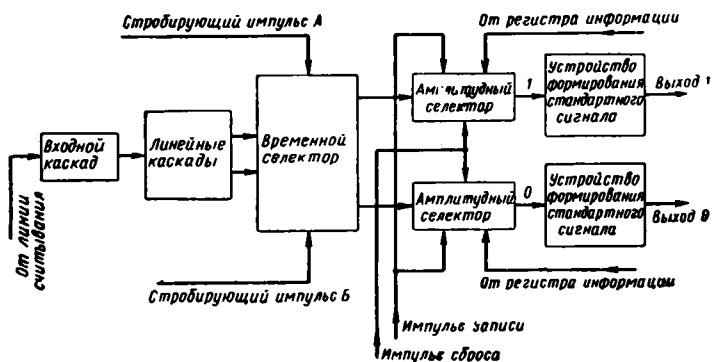 Стробирующий импульс А
От регистра информации
Амплитудный
селектор
1
Устройство
формирования
стандартного
сигнала
Выход 1
Входной
каскад
Линейные
каскады
Временной
селектор
От линии
считывания
Амплитудный
селектор
0
Устройство
формирования
стандартного
сигнала
Выход 0
Стробирующий импульс Б
От регистра информации
Импульс записи
Импульс сброса